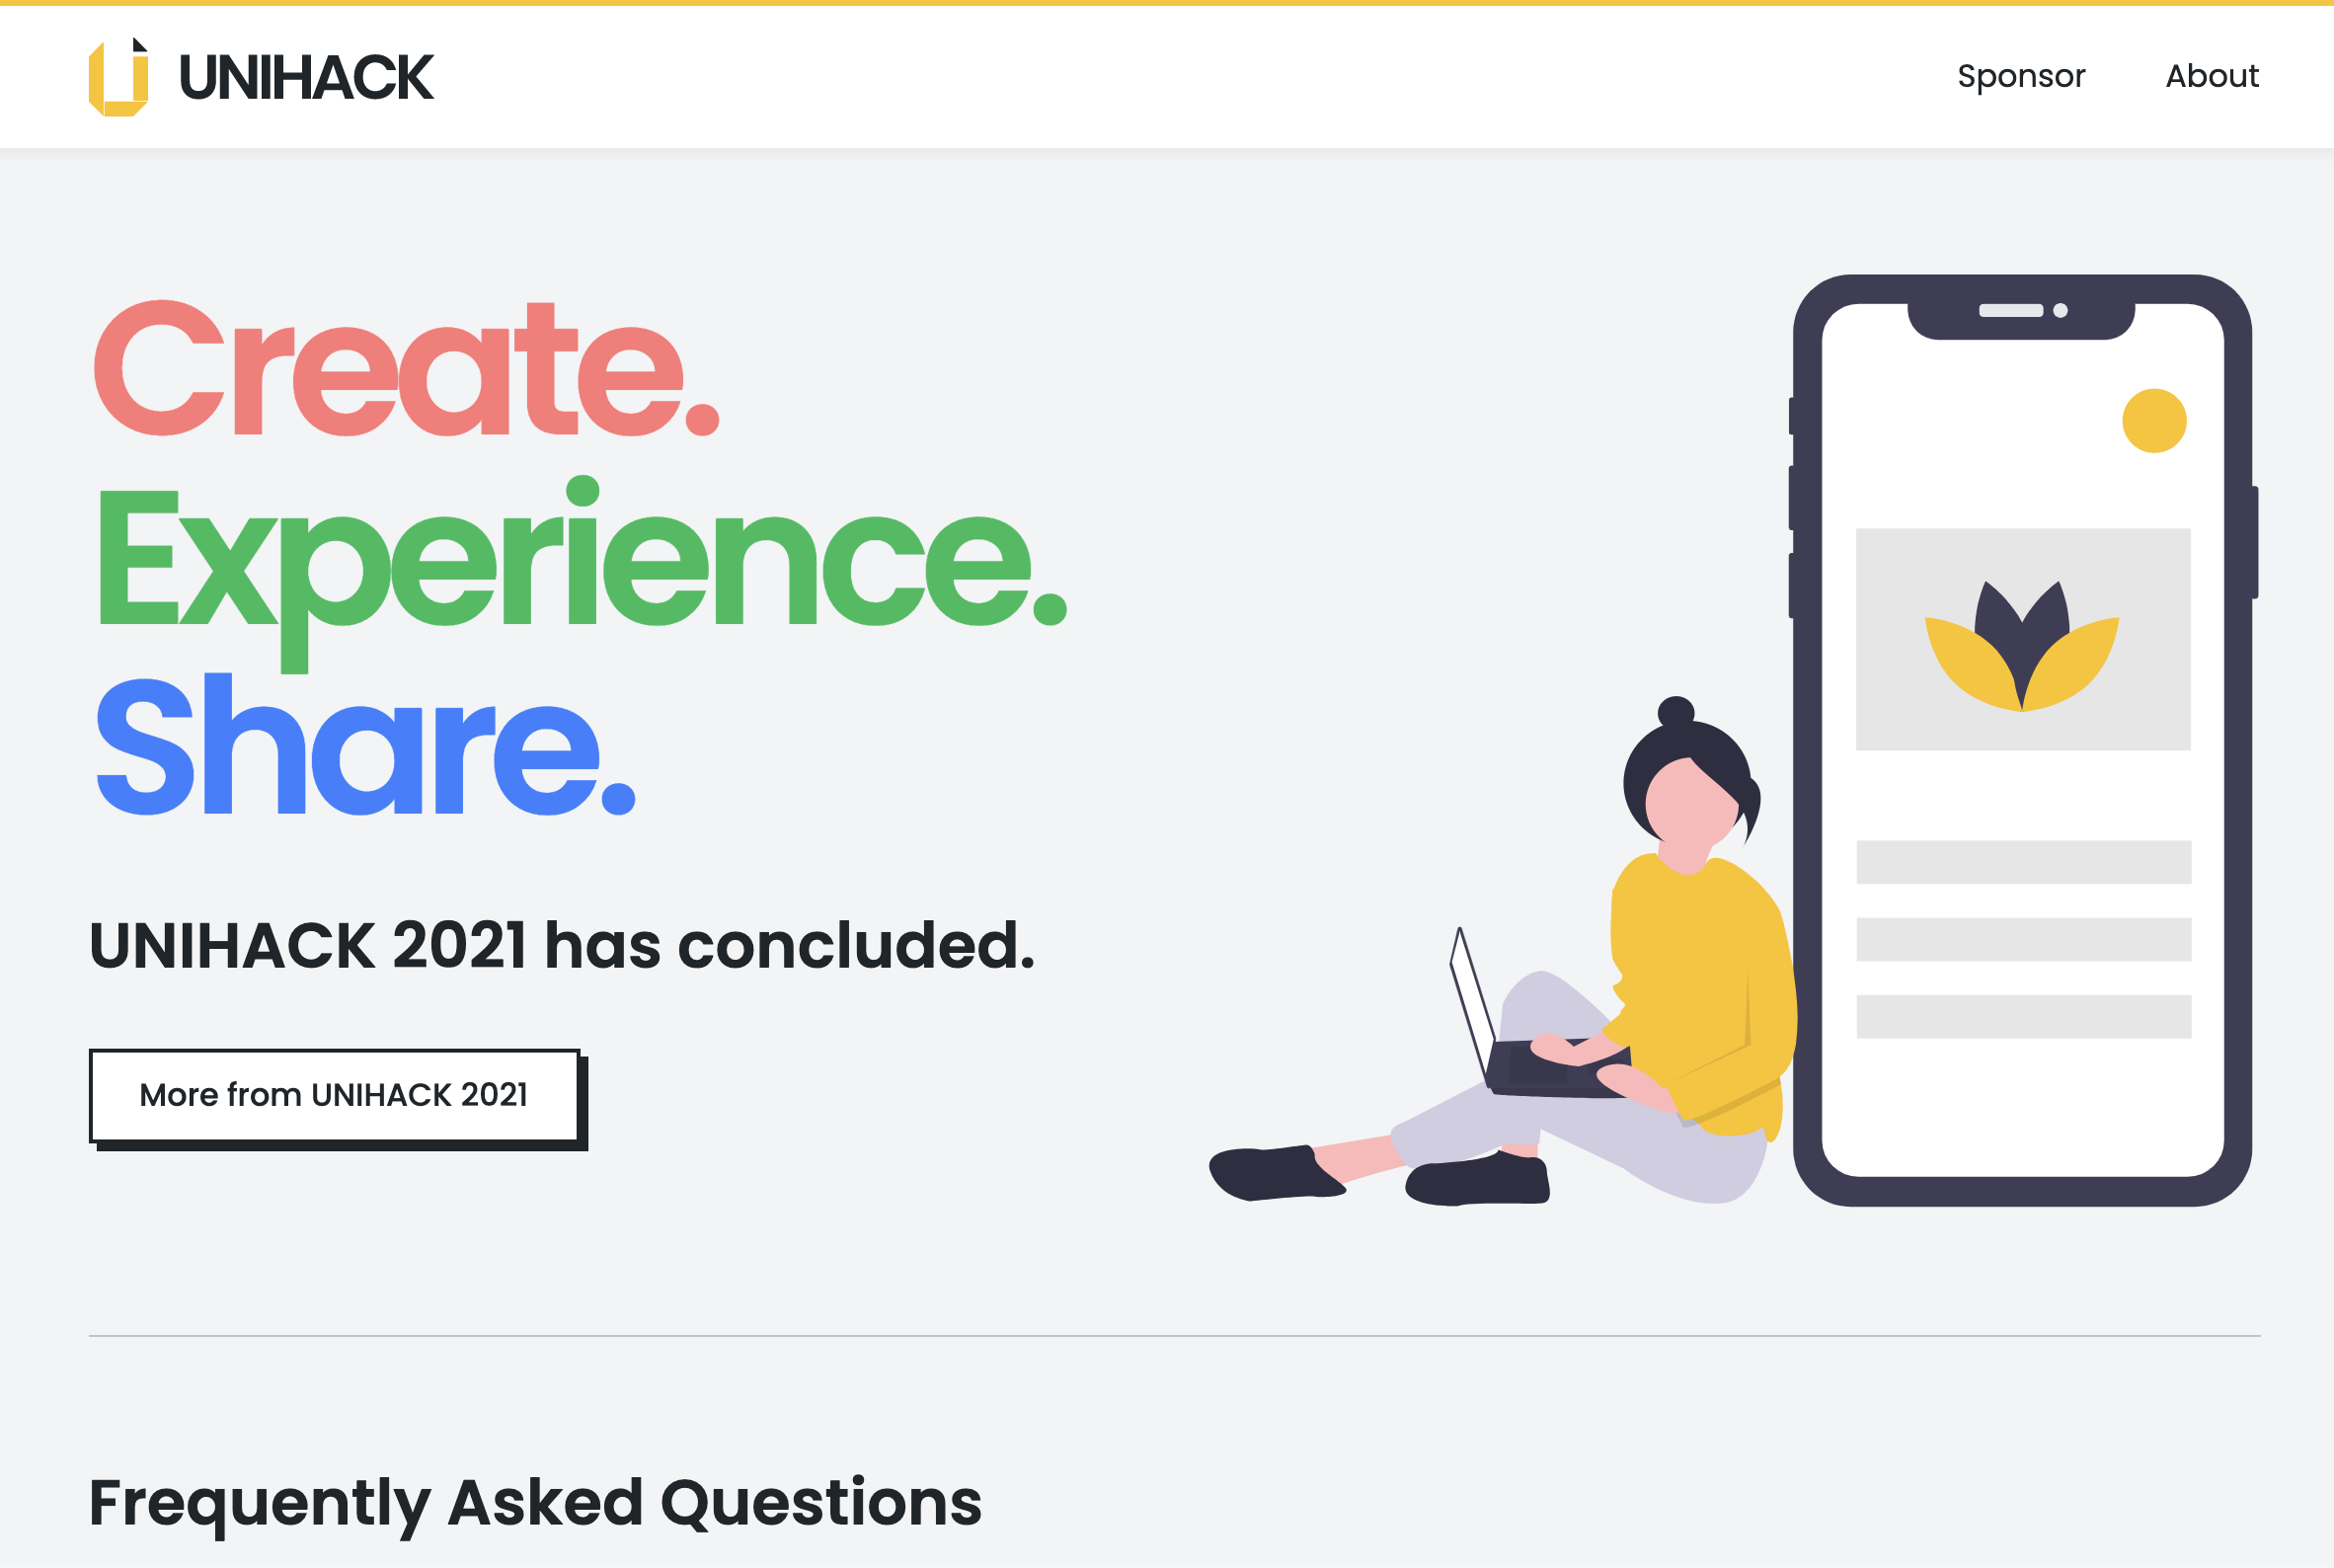 UNIHACK
Sponsor
About
Create.
Experience.
Share.
UNIHACK 2021 has concluded.
More from UNIHACK 2021
Frequently Asked Questions